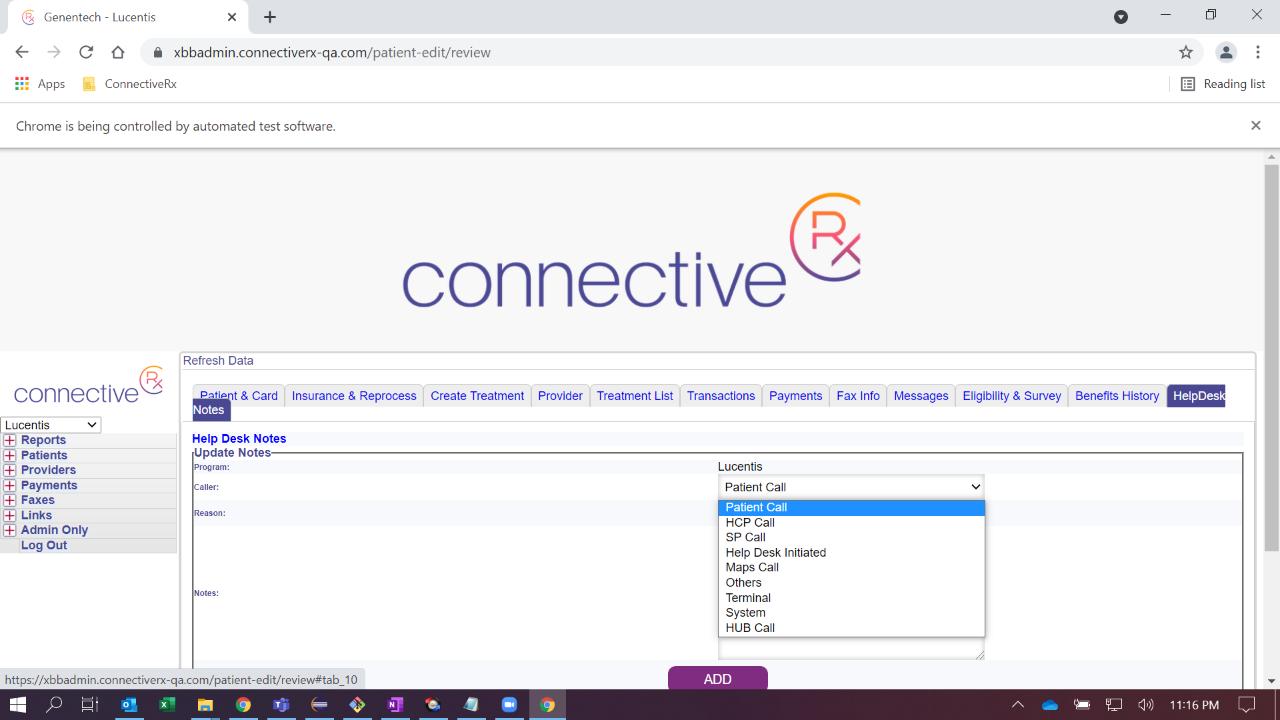 Genentech - Lucentis
xbbadmin.connectiverx-qa.com/patient-edit/review
Apps ConnectiveRx Reading list
Chrome is being controlled by automated test software.
connective Rx
connective Rx
Refresh Data
Patient & Card Insurance & Reprocess Create Treatment Provider Treatment List Transactions Payments Fax Info Messages Eligibility & Survey Benefits History HelpDesk
Notes
Lucentis
Reports
Patients
Providers
Payments
Faxes
Links
Admin Only
Log Out
Help Desk Notes
Update Notes
Program: Lucentis
Caller: Patient Call
Reason:
Patient Call
HCP Call
SP Call
Help Desk Initiated
Maps Call
Others
Terminal
System
HUB Call
Notes:
ADD
https://xbbadmin.connectiverx-qa.com/patient-edit/review#tab_10
11:16 PM